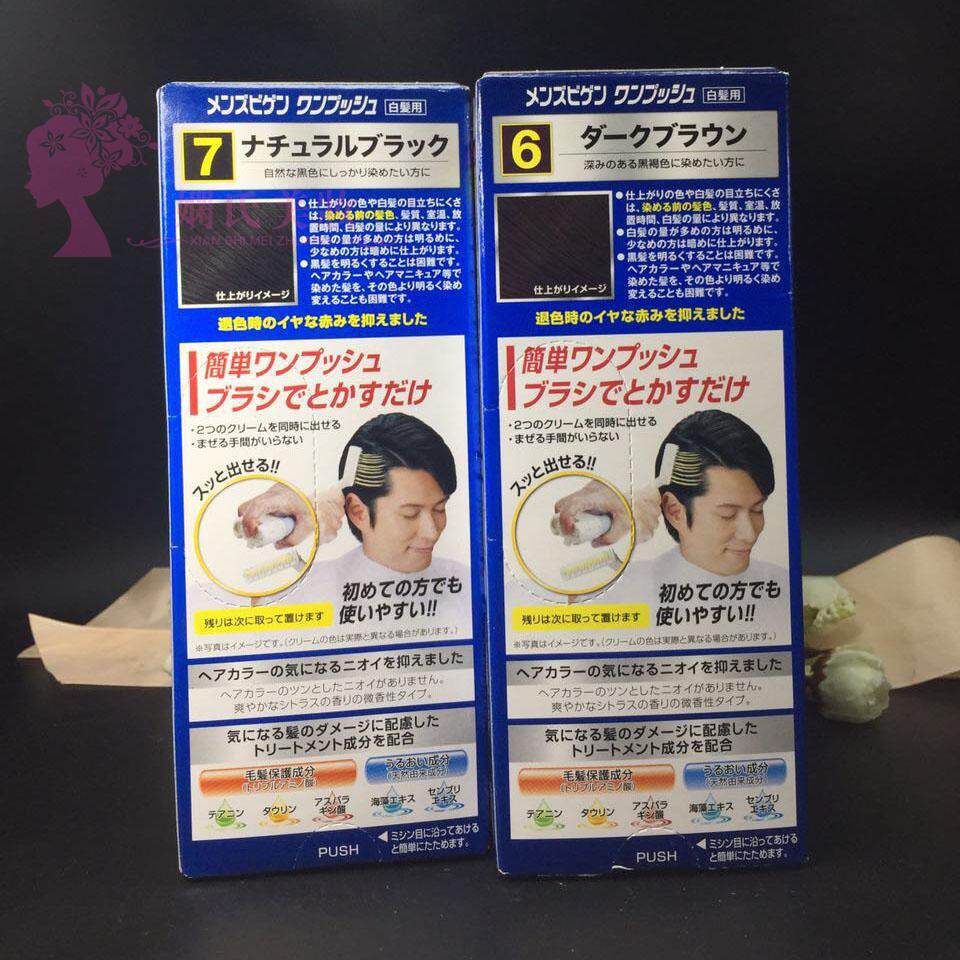 メンズビゲン ワンプッシュ 白髪用
7 ナチュラルブラック
自然な黒色にしっかり染めたい方に
●仕上がりの色や白髪の目立ちにくさ
は、染める前の髪色、髪質、室温、放
置時間、白髪の量により異なります。
●白髪の量が多めの方は明るめに、
少なめの方は暗めに仕上がります。
●黒髪を明るくすることは困難です。
ヘアカラーやヘアマニキュア等で
染めた髪を、その色より明るく染め
変えることも困難です。
仕上がりイメージ
退色時のイヤな赤みを抑えました
簡単ワンプッシュ
ブラシでとかすだけ
・2つのクリームを同時に出せる
・まぜる手間がいらない
スッと出せる!!
初めての方でも
使いやすい!!
残りは次に取って置けます
※写真はイメージです。(クリームの色は実際と異なる場合があります。)
ヘアカラーの気になるニオイを抑えました
ヘアカラーのツンとしたニオイがありません。
爽やかなシトラスの香りの微香性タイプ。
気になる髪のダメージに配慮した
トリートメント成分を配合
毛髪保護成分
(トリプルアミノ酸)
うるおい成分
(天然由来成分)
テアニン タウリン アスパラギン酸 海藻エキス センブリエキス
◀ミシン目に沿ってあける
と簡単にたためます。
PUSH
メンズビゲン ワンプッシュ 白髪用
6 ダークブラウン
深みのある黒褐色に染めたい方に
●仕上がりの色や白髪の目立ちにくさ
は、染める前の髪色、髪質、室温、放
置時間、白髪の量により異なります。
●白髪の量が多めの方は明るめに、
少なめの方は暗めに仕上がります。
●黒髪を明るくすることは困難です。
ヘアカラーやヘアマニキュア等で
染めた髪を、その色より明るく染め
変えることも困難です。
仕上がりイメージ
退色時のイヤな赤みを抑えました
簡単ワンプッシュ
ブラシでとかすだけ
・2つのクリームを同時に出せる
・まぜる手間がいらない
スッと出せる!!
初めての方でも
使いやすい!!
残りは次に取って置けます
※写真はイメージです。(クリームの色は実際と異なる場合があります。)
ヘアカラーの気になるニオイを抑えました
ヘアカラーのツンとしたニオイがありません。
爽やかなシトラスの香りの微香性タイプ。
気になる髪のダメージに配慮した
トリートメント成分を配合
毛髪保護成分
(トリプルアミノ酸)
うるおい成分
(天然由来成分)
テアニン タウリン アスパラギン酸 海藻エキス センブリエキス
◀ミシン目に沿ってあける
と簡単にたためます。
PUSH
XIAN SHI MEI